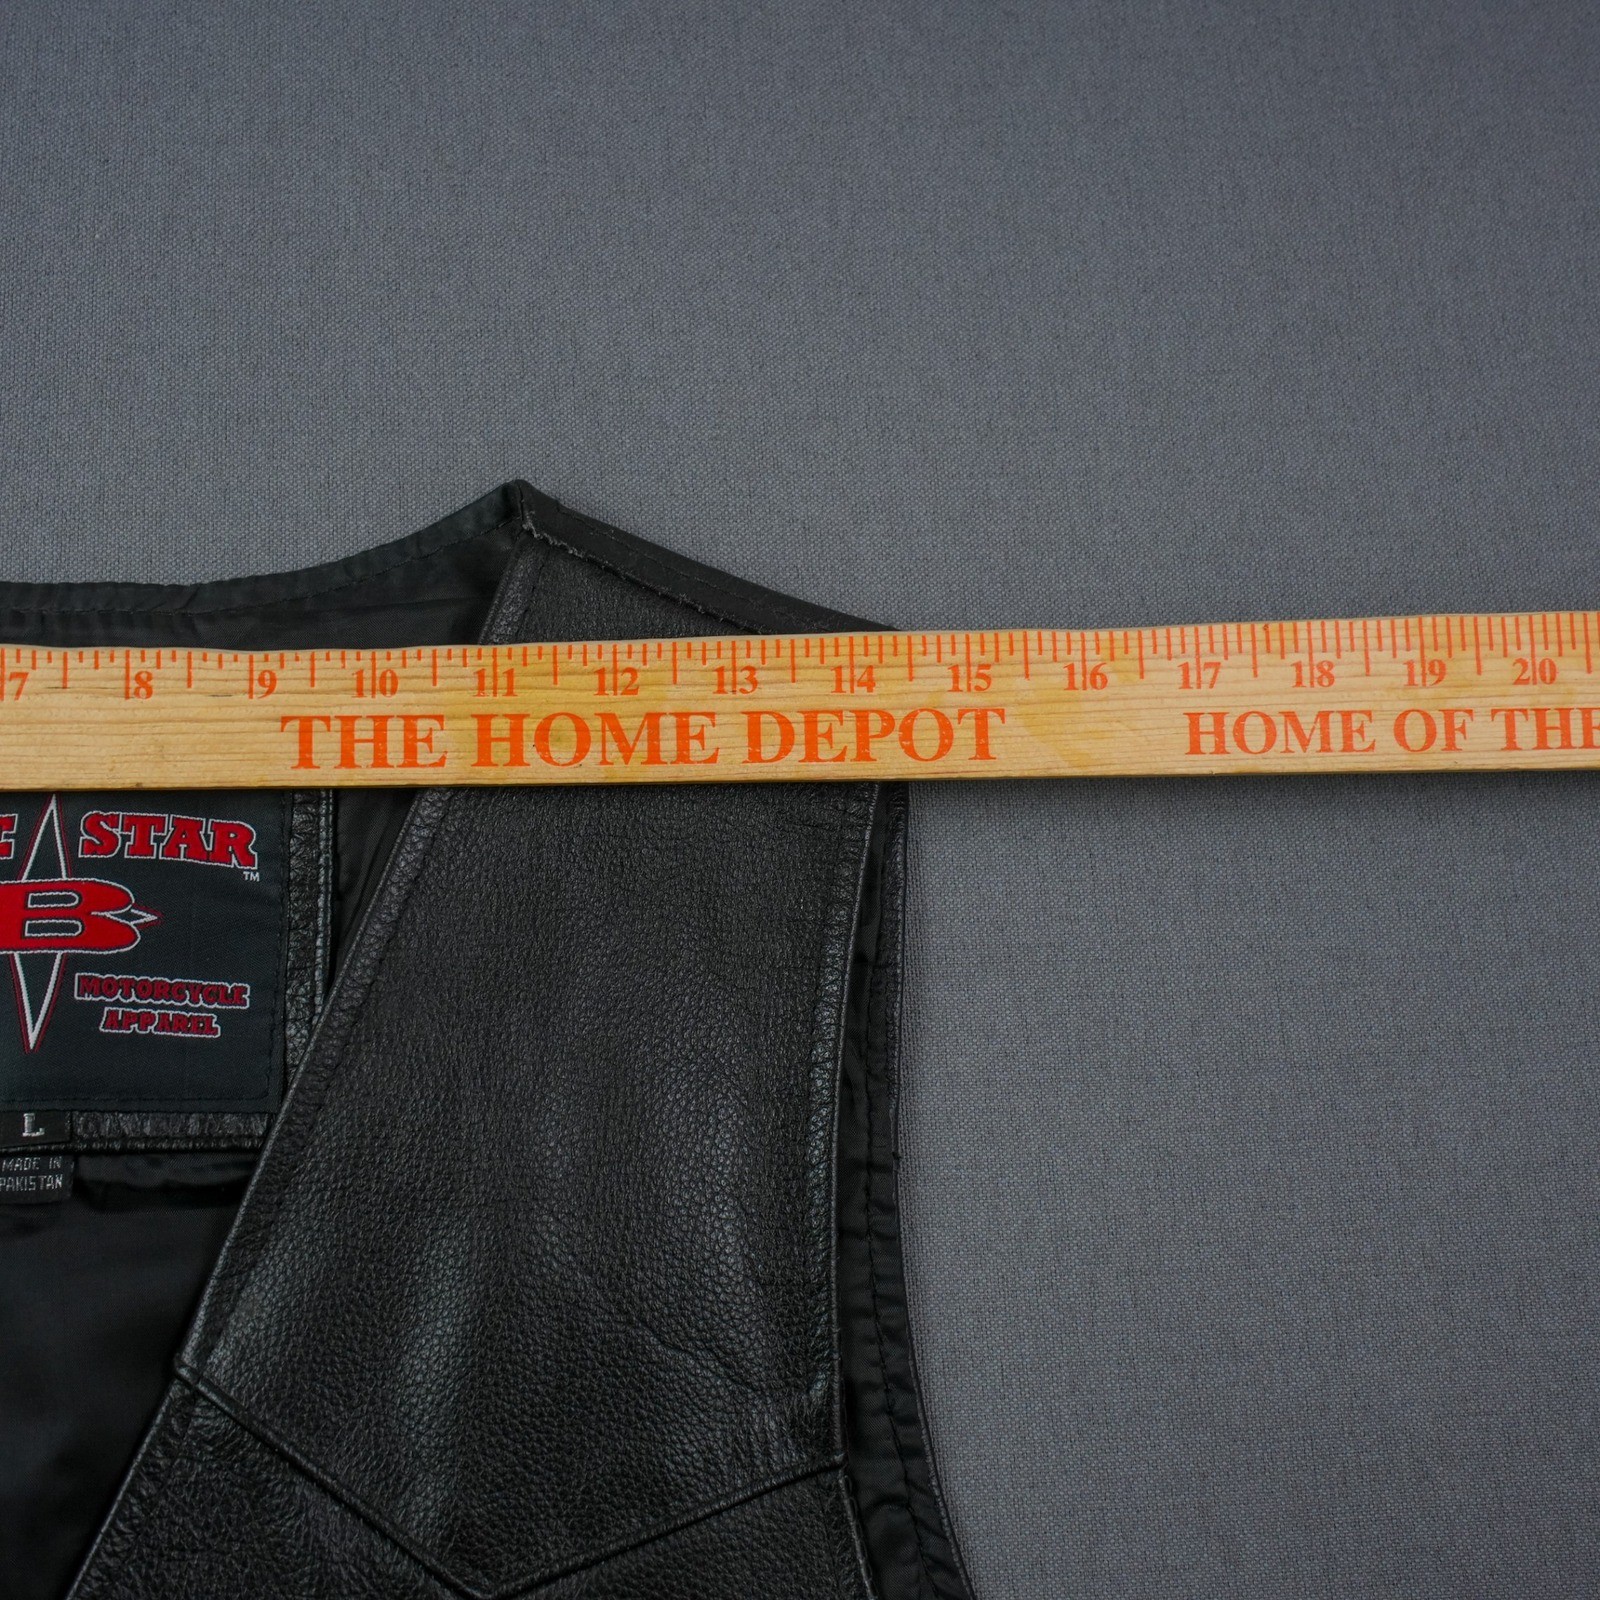 7 8 9 10 11 12 13 14 15 16 17 18 19 20
THE HOME DEPOT HOME OF THE
STAR
TM
B
MOTORCYCLE
APPAREL
L
MADE IN
PAKISTAN